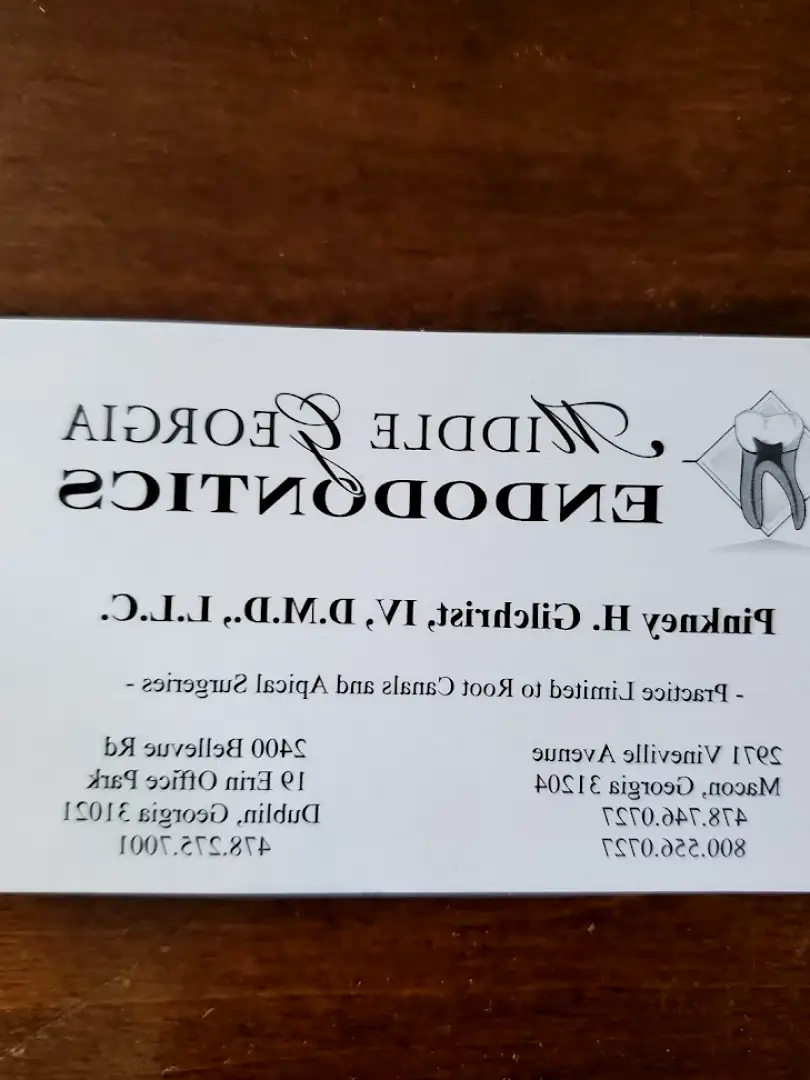 MIDDLE GEORGIA
ENDODONTICS
Pinkney H. Gilchrist, IV, D.M.D., L.L.C.
- Practice Limited to Root Canals and Apical Surgeries -
2971 Vineville Avenue
Macon, Georgia 31204
478.746.0727
800.556.0727
2400 Bellevue Rd
19 Erin Office Park
Dublin, Georgia 31021
478.275.7001